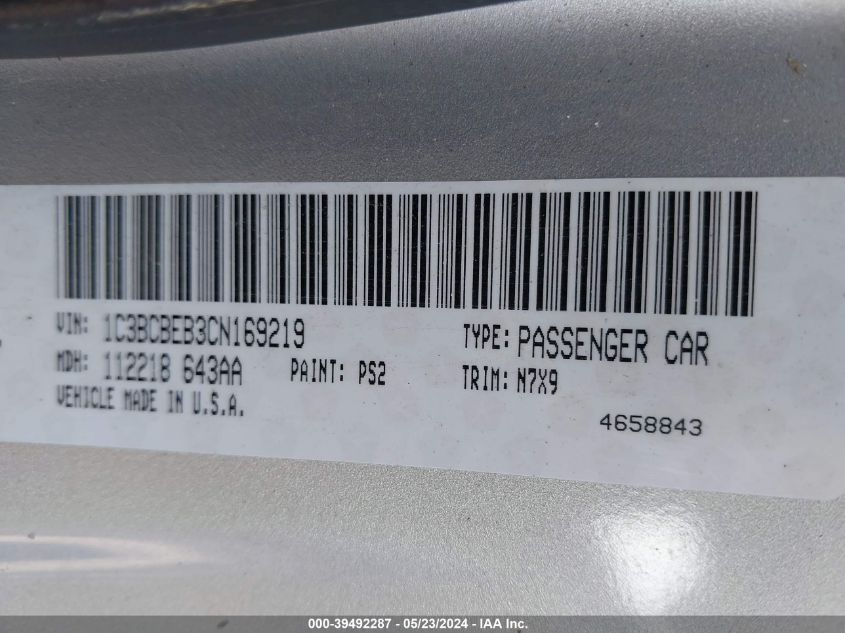 VIN: 1C3BCBEB3CN169219 TYPE: PASSENGER CAR
MDH: 112218 643AA PAINT: PS2 TRIM: N7X9
VEHICLE MADE IN U.S.A.
4658843
000-39492287 - 05/23/2024 - IAA, Inc.